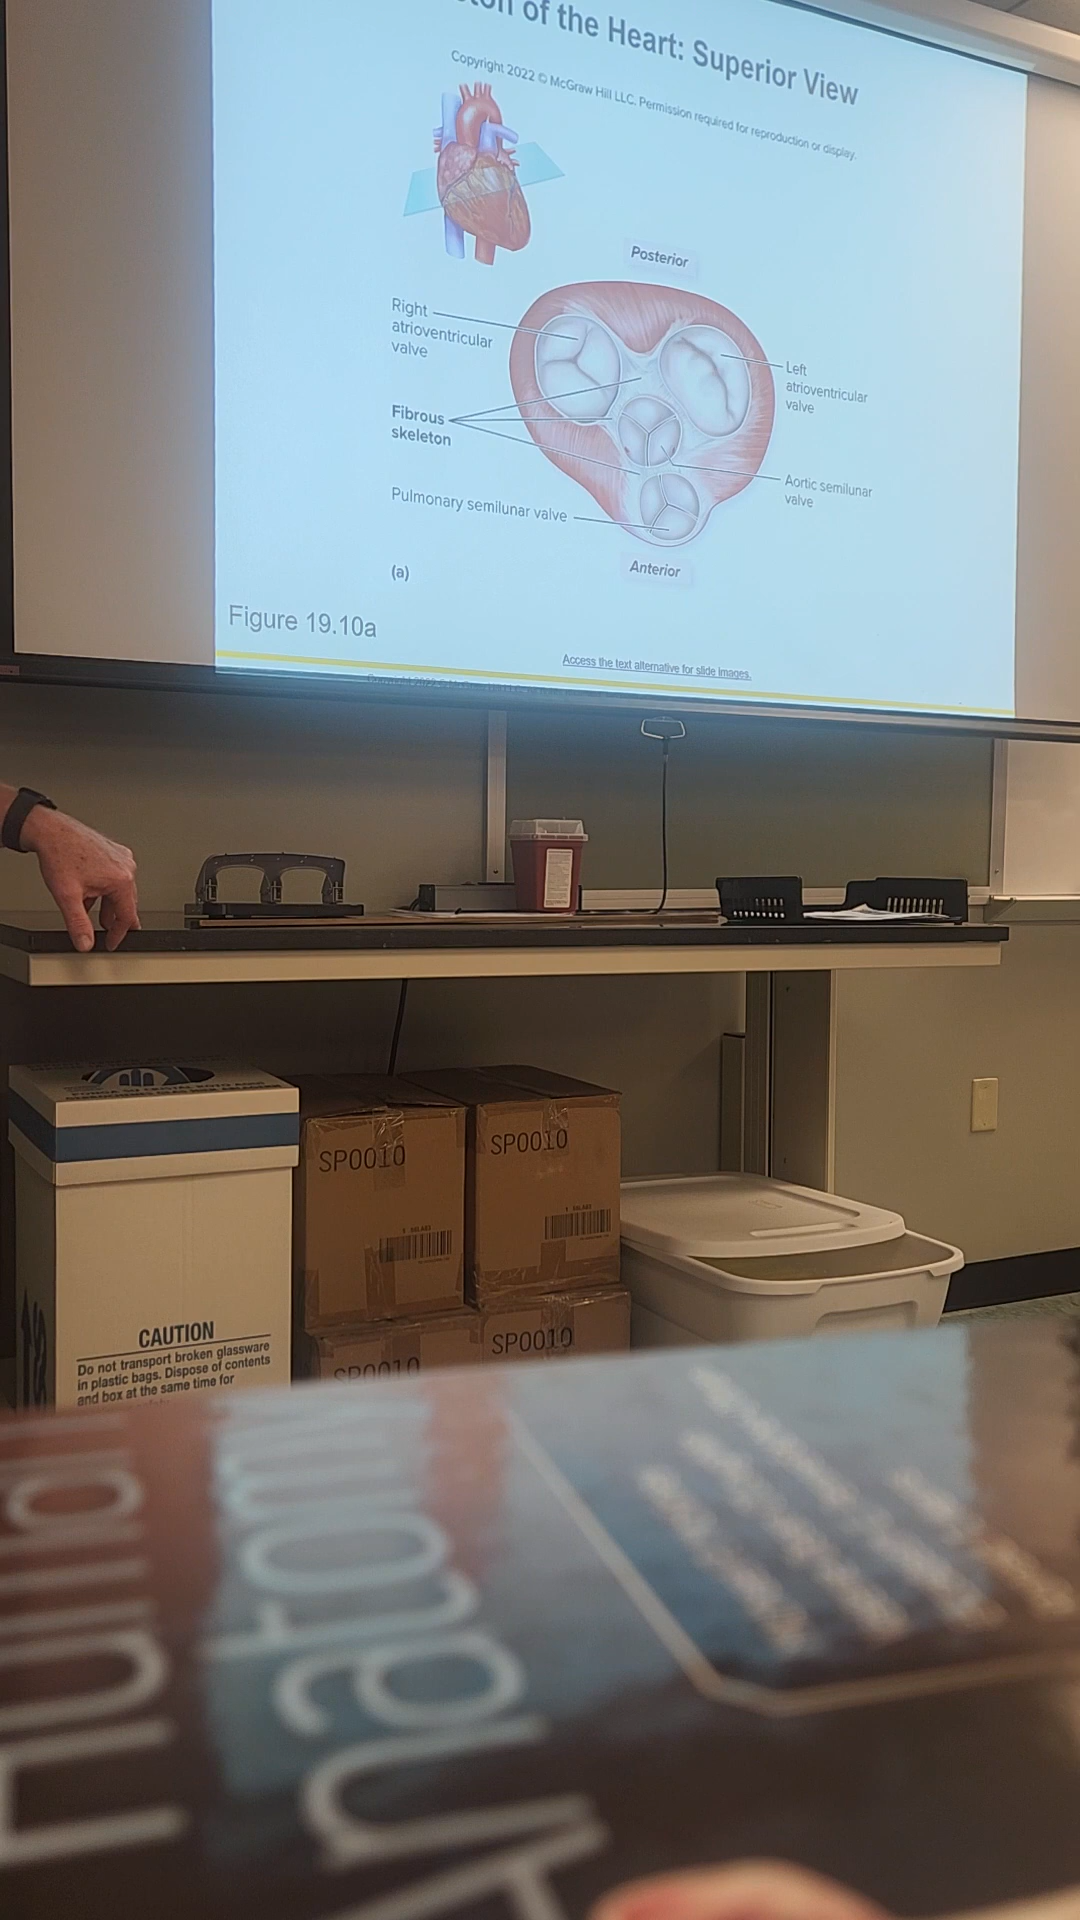 of the Heart: Superior View
Copyright 2022 © McGraw Hill LLC. Permission required for reproduction or display.
Posterior
Right
atrioventricular
valve
Left
atrioventricular
valve
Fibrous
skeleton
Aortic semilunar
valve
Pulmonary semilunar valve
Anterior
(a)
Figure 19.10a
Access the text alternative for slide images.
SP0010
SP0010
SP0010
SP0010
CAUTION
Do not transport broken glassware
in plastic bags. Dispose of contents
and box at the same time for
Human
Anatomy